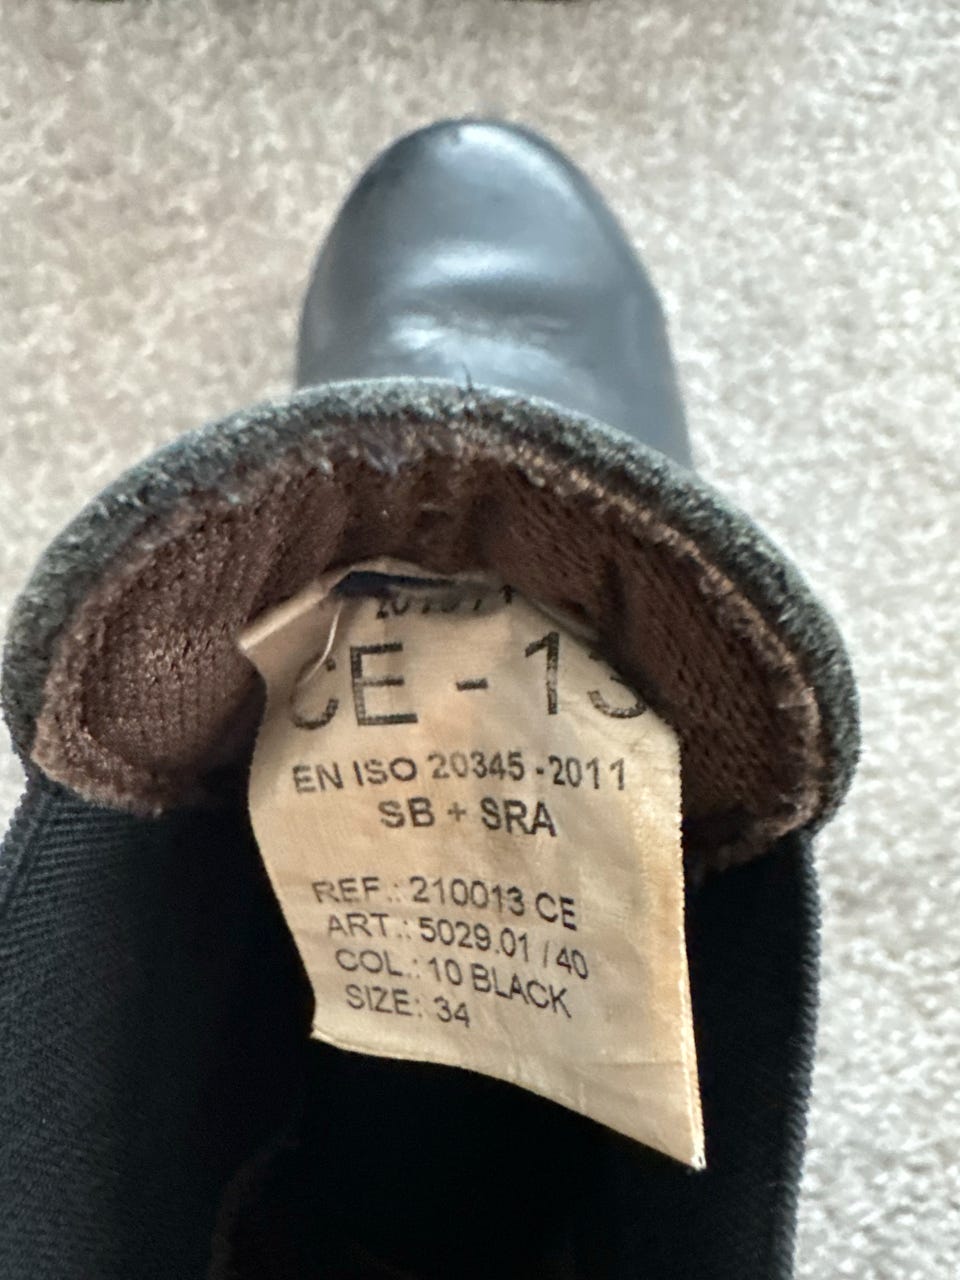 CE - 13
EN ISO 20345 -2011
SB + SRA
REF.: 210013 CE
ART.: 5029.01 / 40
COL.: 10 BLACK
SIZE: 34